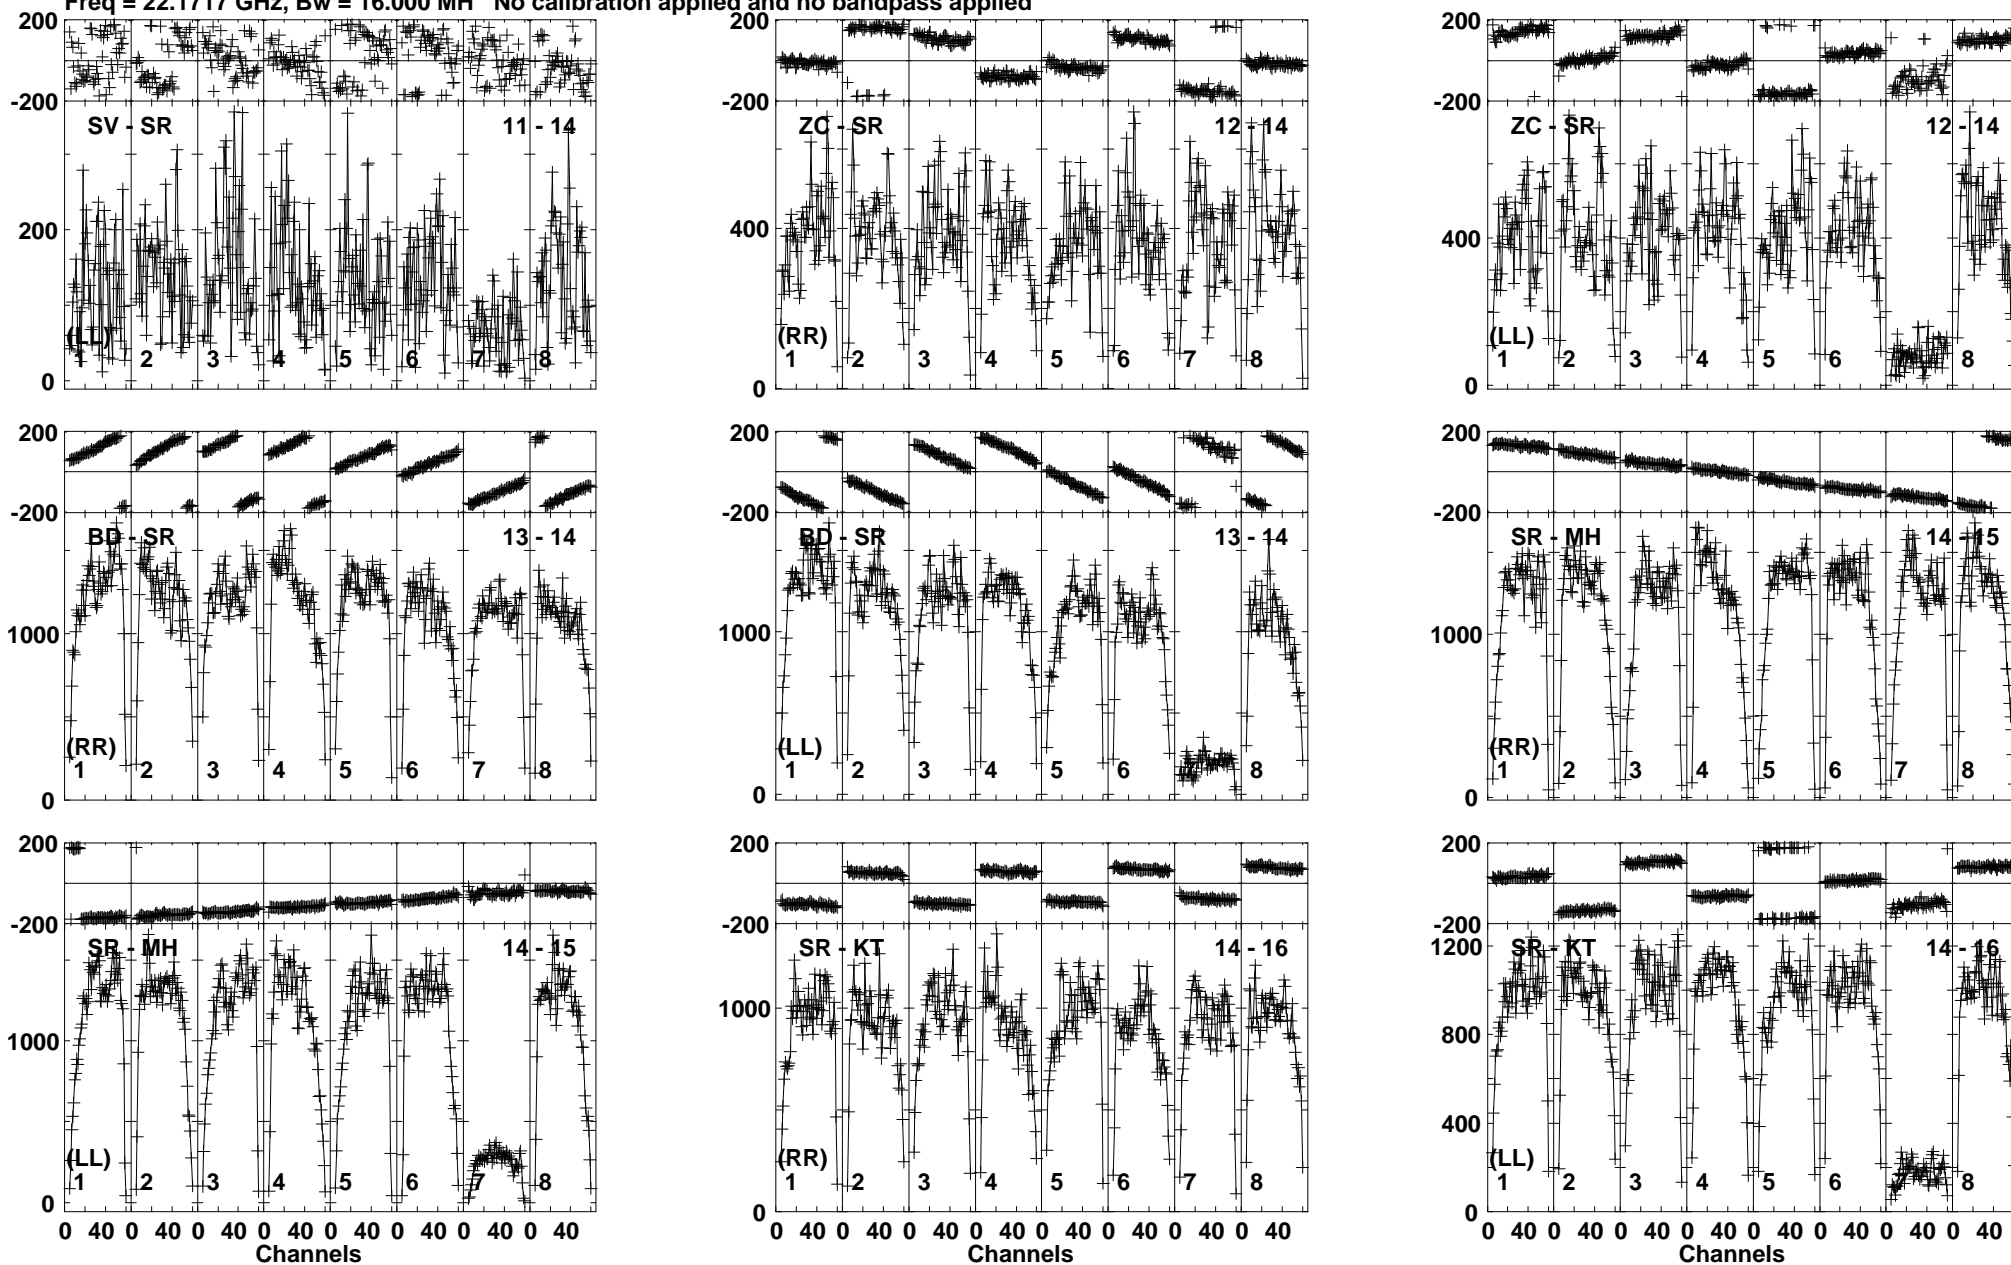 Freq = 22.1717 GHz, Bw = 16.000 MH No calibration applied and no bandpass applied
200 200 200
-200 -200 -200
SV - SR 11 - 14 ZC - SR 12 - 14 ZC - SR 12 - 14
200 400 400
(LL) (RR) (LL)
1 2 3 4 5 6 7 8 1 2 3 4 5 6 7 8 1 2 3 4 5 6 7 8
0 0 0
200 200 200
-200 -200 -200
BD - SR 13 - 14 BD - SR 13 - 14 SR - MH 14 - 15
1000 1000 1000
(RR) (LL) (RR)
1 2 3 4 5 6 7 8 1 2 3 4 5 6 7 8 1 2 3 4 5 6 7 8
0 0 0
200 200 200
-200 -200 -200
SR - MH 14 - 15 SR - KT 14 - 16 SR - KT 14 - 16
1200
1000 1000 800
400
(LL) (RR) (LL)
1 2 3 4 5 6 7 8 1 2 3 4 5 6 7 8 1 2 3 4 5 6 7 8
0 0 0
0 40 0 40 0 40 0 40 0 40 0 40 0 40 0 40 0 40 0 40 0 40 0 40 0 40 0 40 0 40 0 40 0 40 0 40 0 40 0 40 0 40 0 40 0 40 0 40
Channels Channels Channels